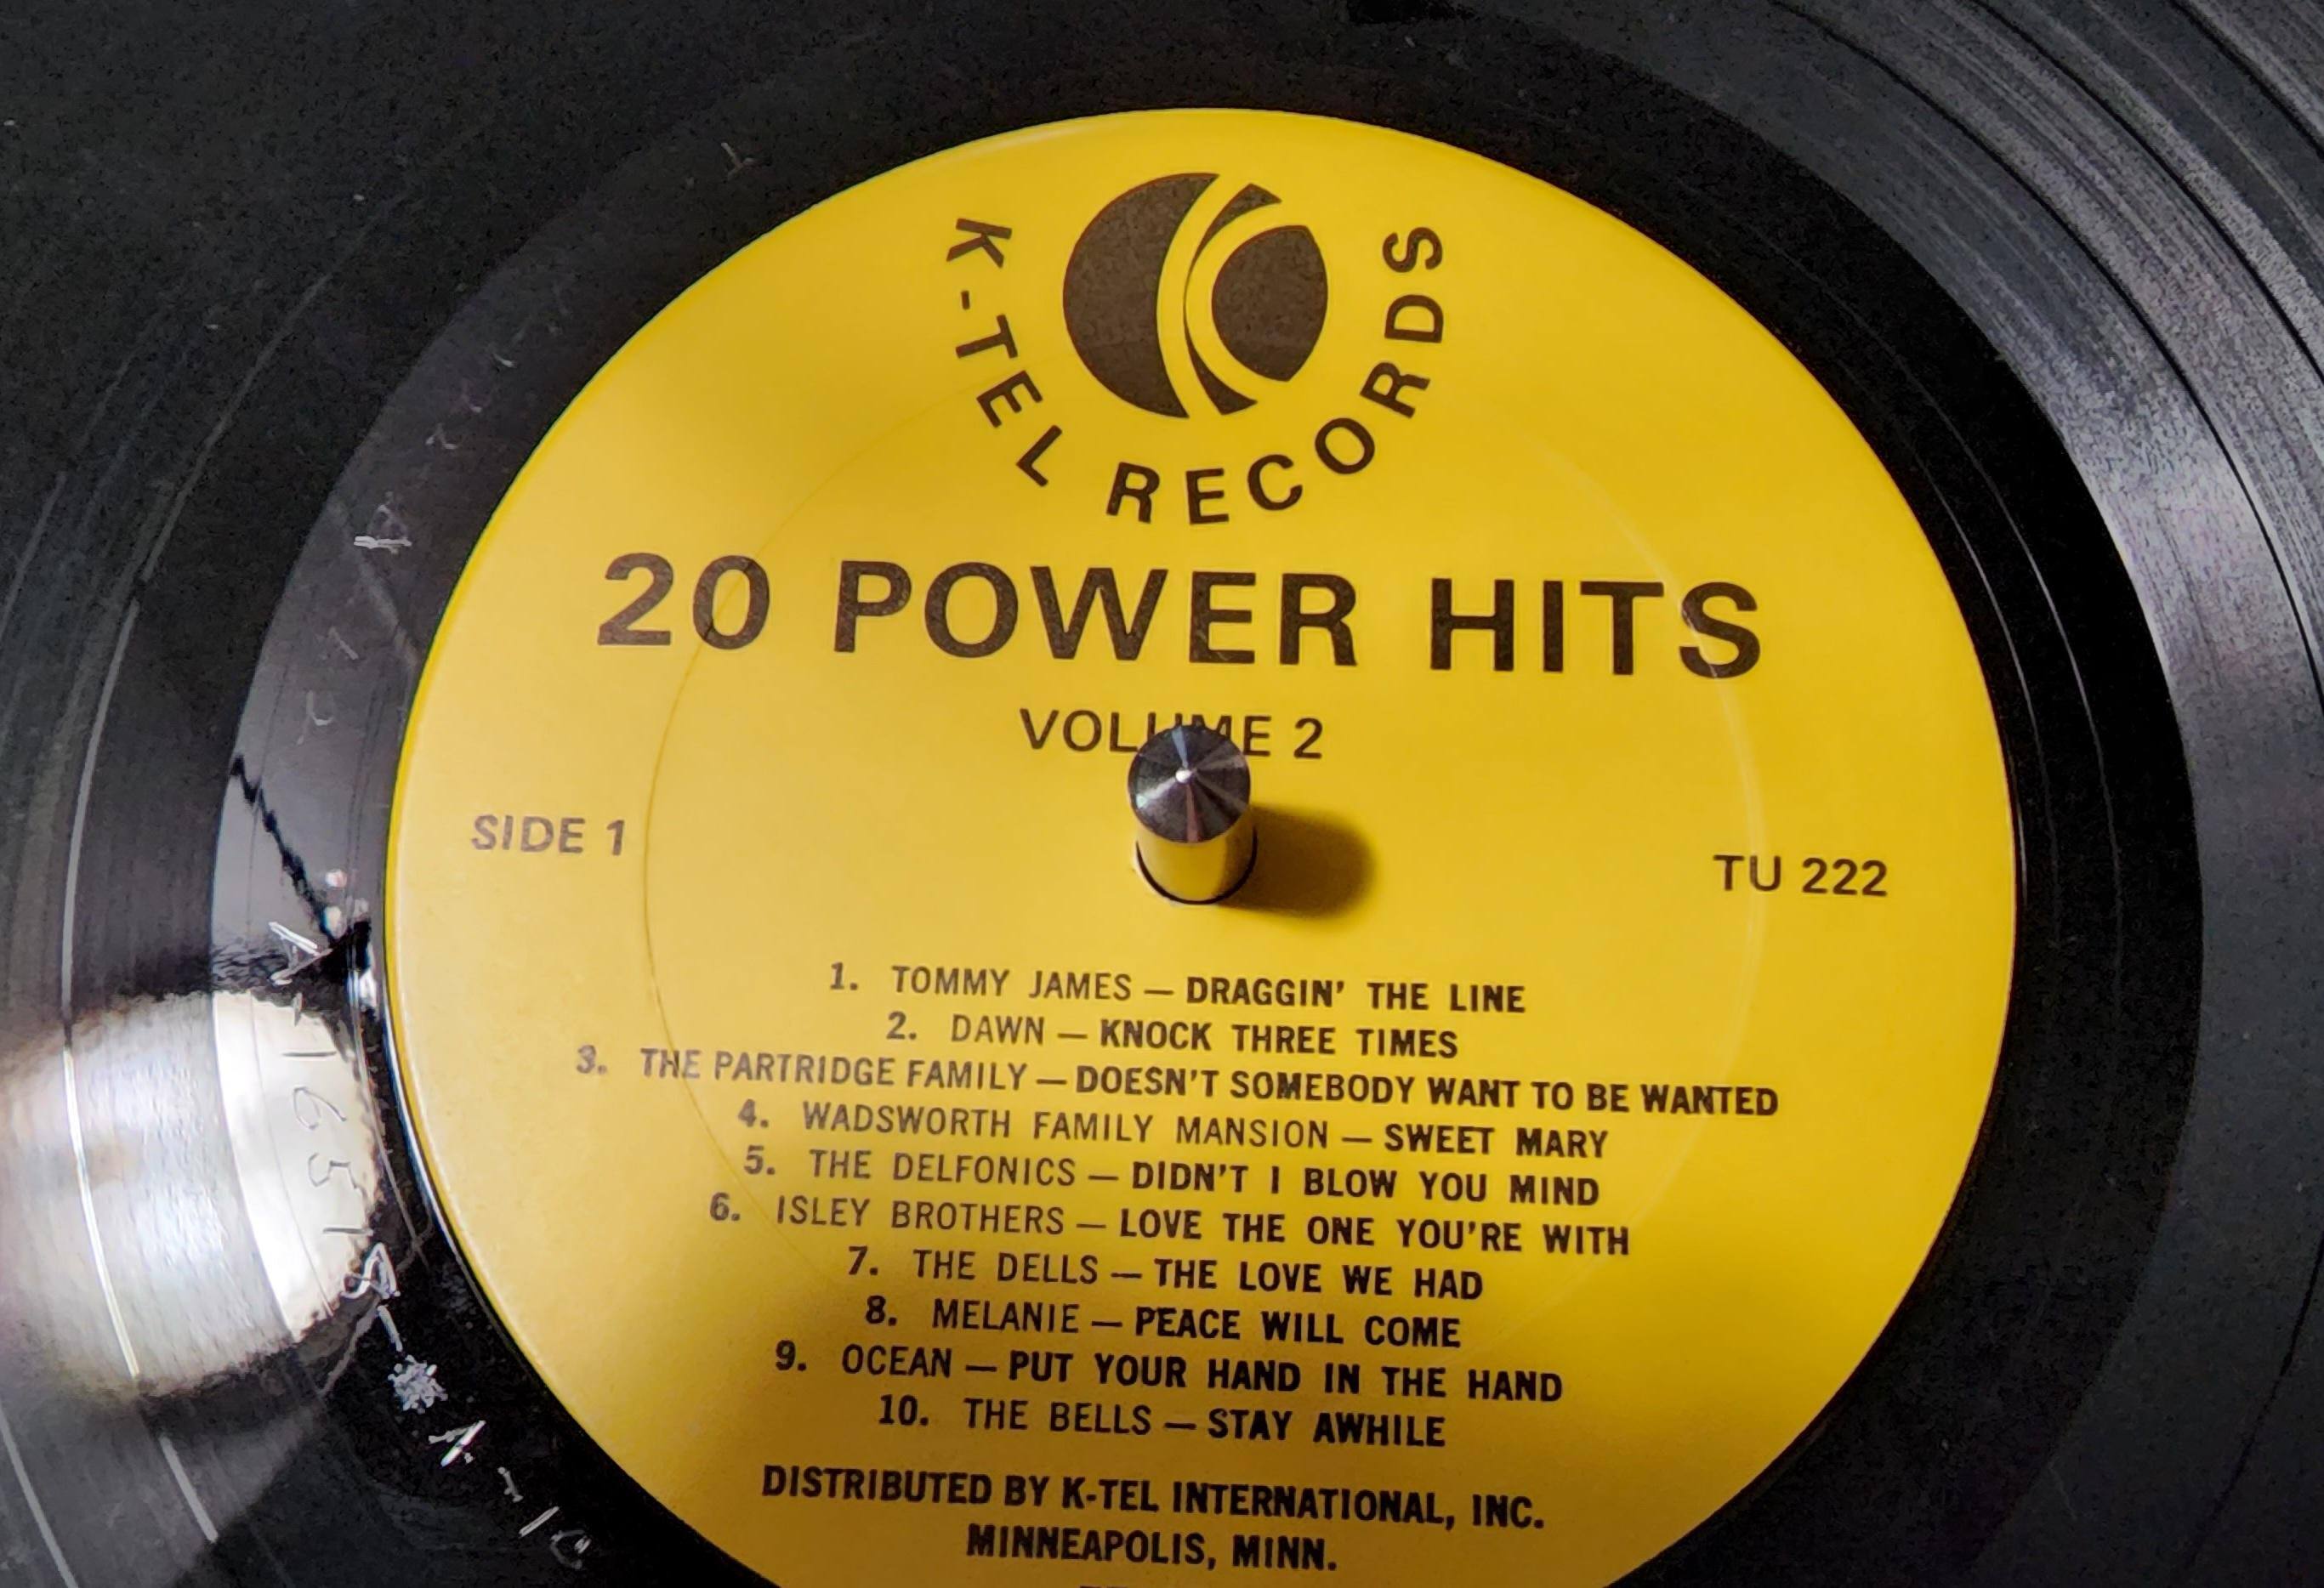 K-TEL RECORDS
20 POWER HITS
VOLUME 2
SIDE 1
TU 222
1. TOMMY JAMES — DRAGGIN' THE LINE
2. DAWN — KNOCK THREE TIMES
3. THE PARTRIDGE FAMILY — DOESN'T SOMEBODY WANT TO BE WANTED
4. WADSWORTH FAMILY MANSION — SWEET MARY
5. THE DELFONICS — DIDN'T I BLOW YOU MIND
6. ISLEY BROTHERS — LOVE THE ONE YOU'RE WITH
7. THE DELLS — THE LOVE WE HAD
8. MELANIE — PEACE WILL COME
9. OCEAN — PUT YOUR HAND IN THE HAND
10. THE BELLS — STAY AWHILE
DISTRIBUTED BY K-TEL INTERNATIONAL, INC.
MINNEAPOLIS, MINN.